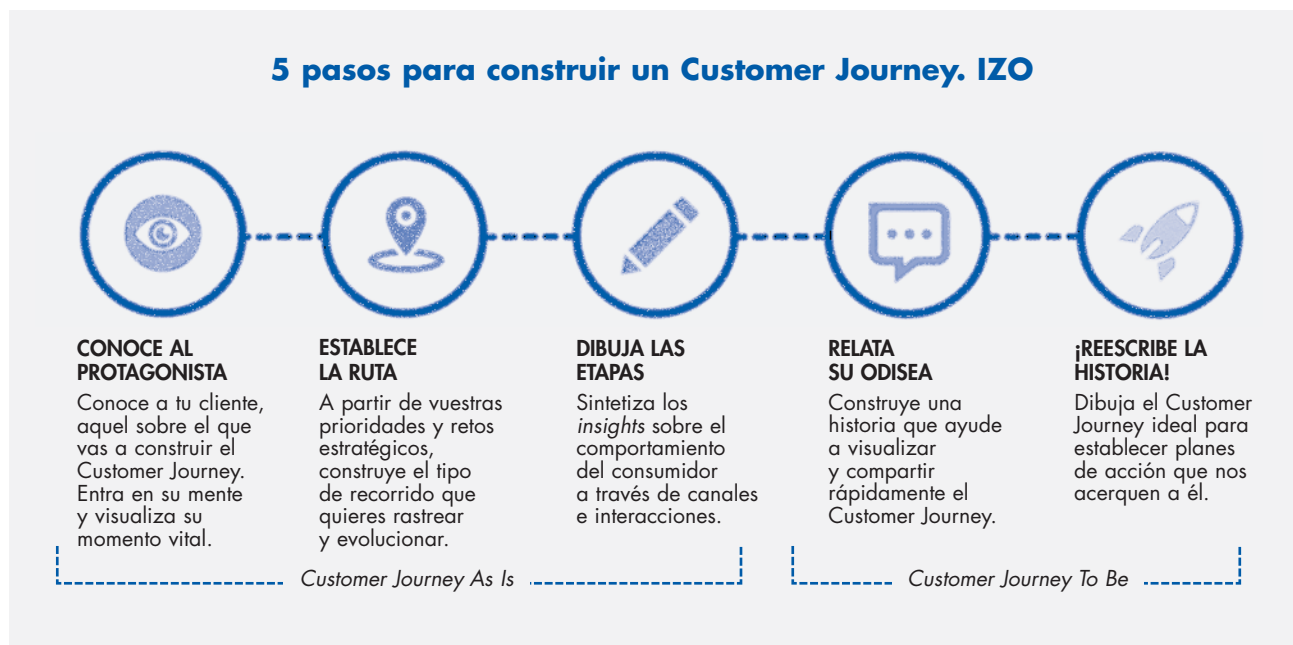 5 pasos para construir un Customer Journey. IZO
CONOCE AL
PROTAGONISTA
Conoce a tu cliente,
aquel sobre el que
vas a construir el
Customer Journey.
Entra en su mente
y visualiza su
momento vital.
ESTABLECE
LA RUTA
A partir de vuestras
prioridades y retos
estratégicos,
construye el tipo
de recorrido que
quieres rastrear
y evolucionar.
DIBUJA LAS
ETAPAS
Sintetiza los
insights sobre el
comportamiento
del consumidor
a través de canales
e interacciones.
RELATA
SU ODISEA
Construye una
historia que ayude
a visualizar
y compartir
rápidamente el
Customer Journey.
¡REESCRIBE LA
HISTORIA!
Dibuja el Customer
Journey ideal para
establecer planes
de acción que nos
acerquen a él.
Customer Journey As Is
Customer Journey To Be